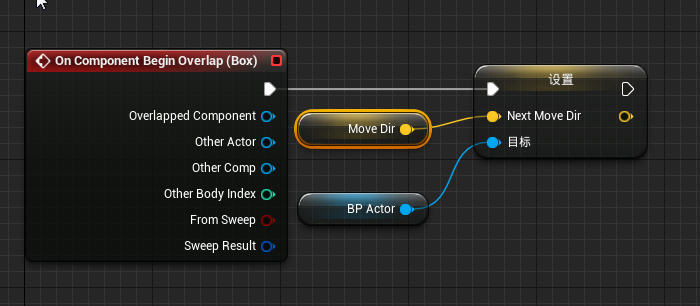 On Component Begin Overlap (Box)
设置
Overlapped Component
Move Dir
Next Move Dir
Other Actor
目标
Other Comp
Other Body Index
BP Actor
From Sweep
Sweep Result